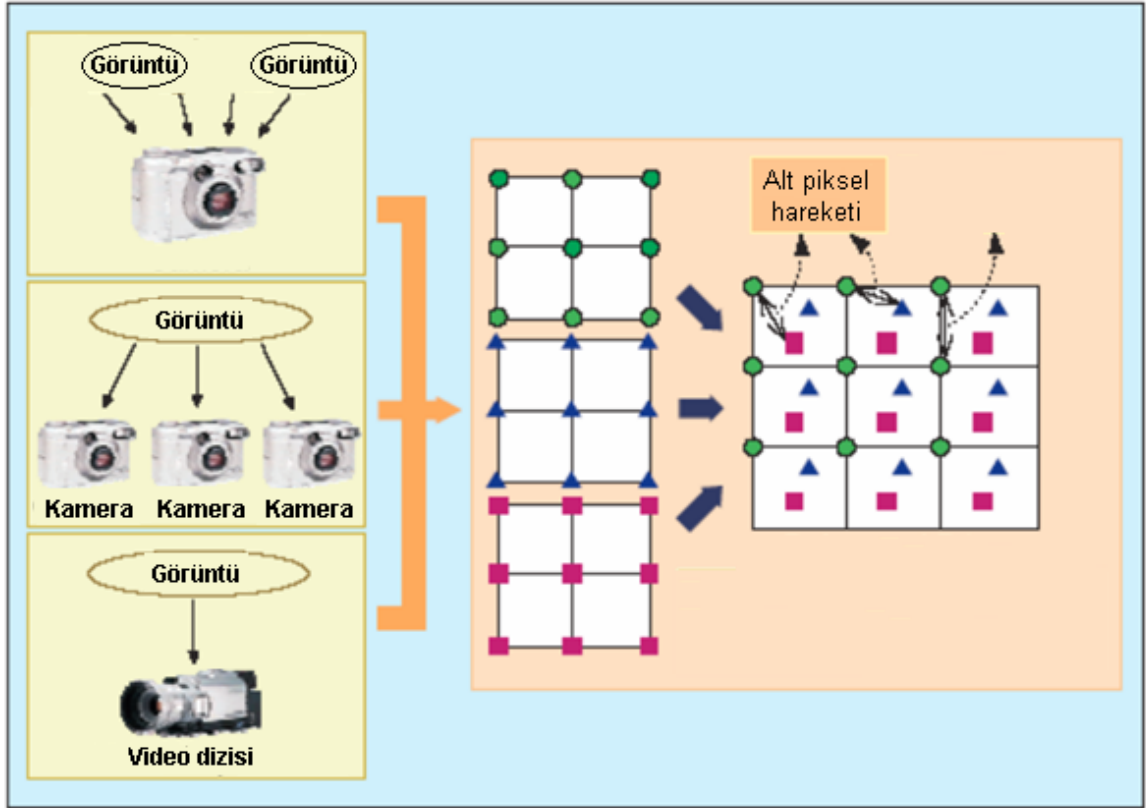 Görüntü Görüntü
Görüntü
Kamera Kamera Kamera
Görüntü
Video dizisi
Alt piksel
hareketi